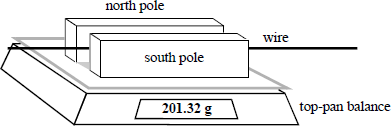 north pole
wire
south pole
201.32 g
top-pan balance